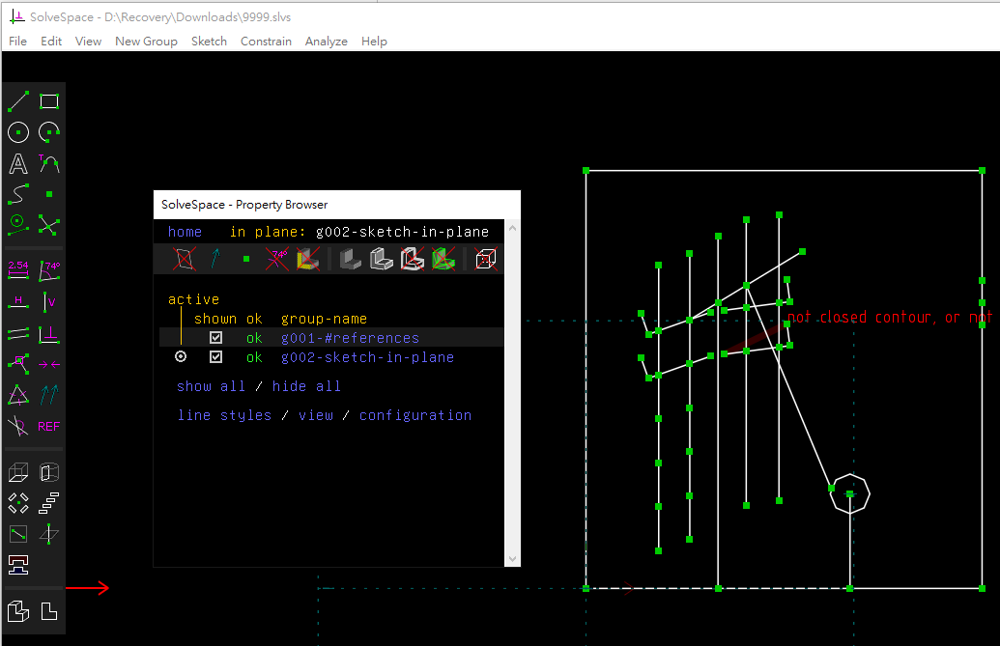 SolveSpace - D:\Recovery\Downloads\9999.slvs
File Edit View New Group Sketch Constrain Analyze Help
SolveSpace - Property Browser
home in plane: g002-sketch-in-plane
74º
active
shown ok group-name
ok g001-#references
ok g002-sketch-in-plane
show all / hide all
line styles / view / configuration
A T
2.54 74º
H V
REF
not closed contour, or not